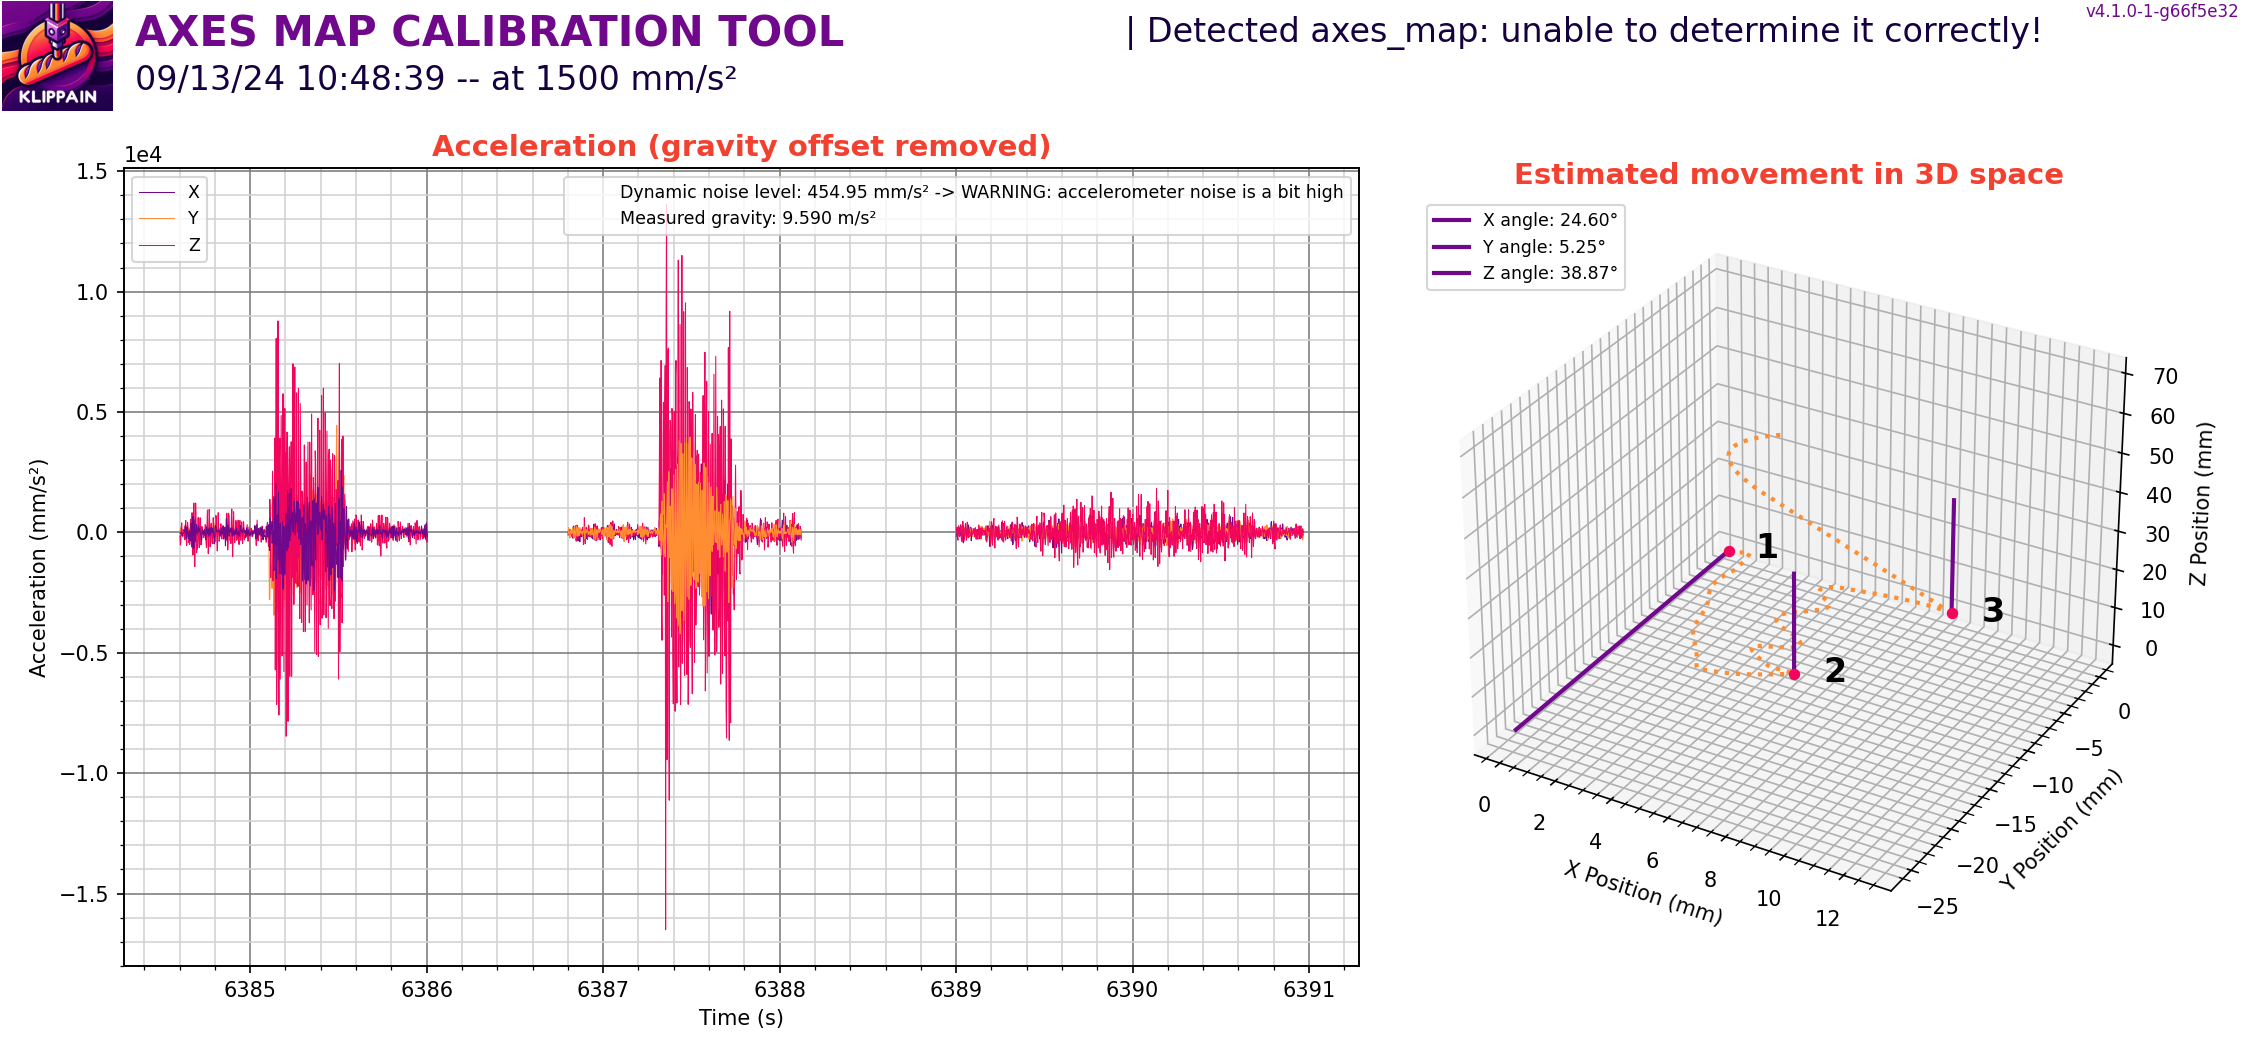 KLIPPAIN
AXES MAP CALIBRATION TOOL
09/13/24 10:48:39 -- at 1500 mm/s²
| Detected axes_map: unable to determine it correctly!
v4.1.0-1-g66f5e32
Acceleration (gravity offset removed)
1e4
X
Y
Z
Dynamic noise level: 454.95 mm/s² -> WARNING: accelerometer noise is a bit high
Measured gravity: 9.590 m/s²
1.5
1.0
0.5
0.0
−0.5
−1.0
−1.5
Acceleration (mm/s²)
6385
6386
6387
6388
6389
6390
6391
Time (s)
Estimated movement in 3D space
X angle: 24.60°
Y angle: 5.25°
Z angle: 38.87°
1
2
3
70
60
50
40
30
20
10
0
Z Position (mm)
0
−5
−10
−15
−20
−25
Y Position (mm)
0
2
4
6
8
10
12
X Position (mm)